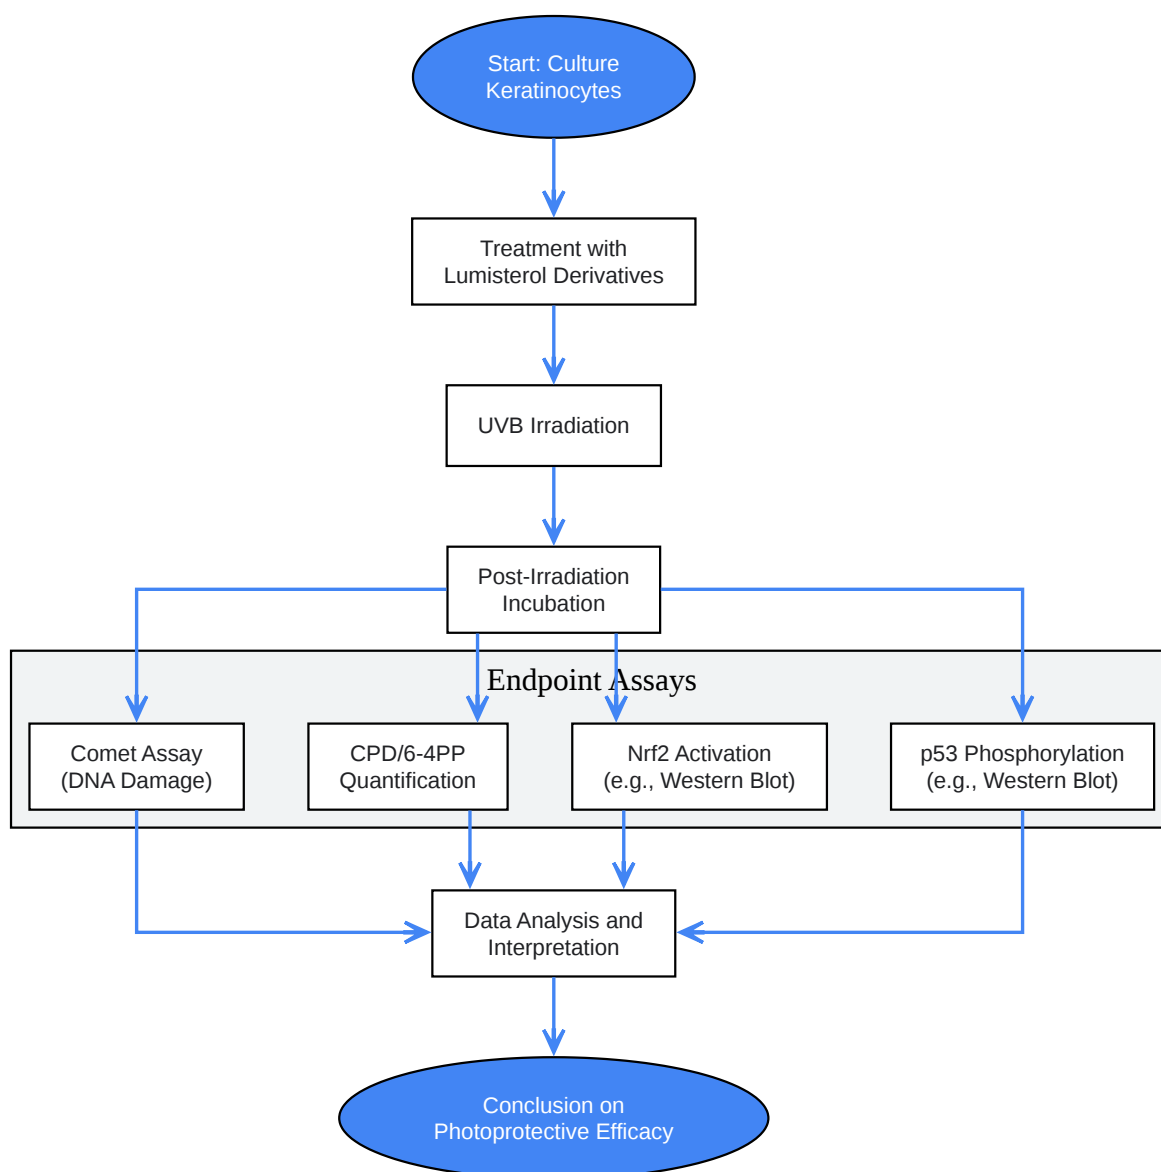 Start: Culture
Keratinocytes
Treatment with
Lumisterol Derivatives
UVB Irradiation
Post-Irradiation
Incubation
Endpoint Assays
Comet Assay
(DNA Damage)
CPD/6-4PP
Quantification
Nrf2 Activation
(e.g., Western Blot)
p53 Phosphorylation
(e.g., Western Blot)
Data Analysis and
Interpretation
Conclusion on
Photoprotective Efficacy